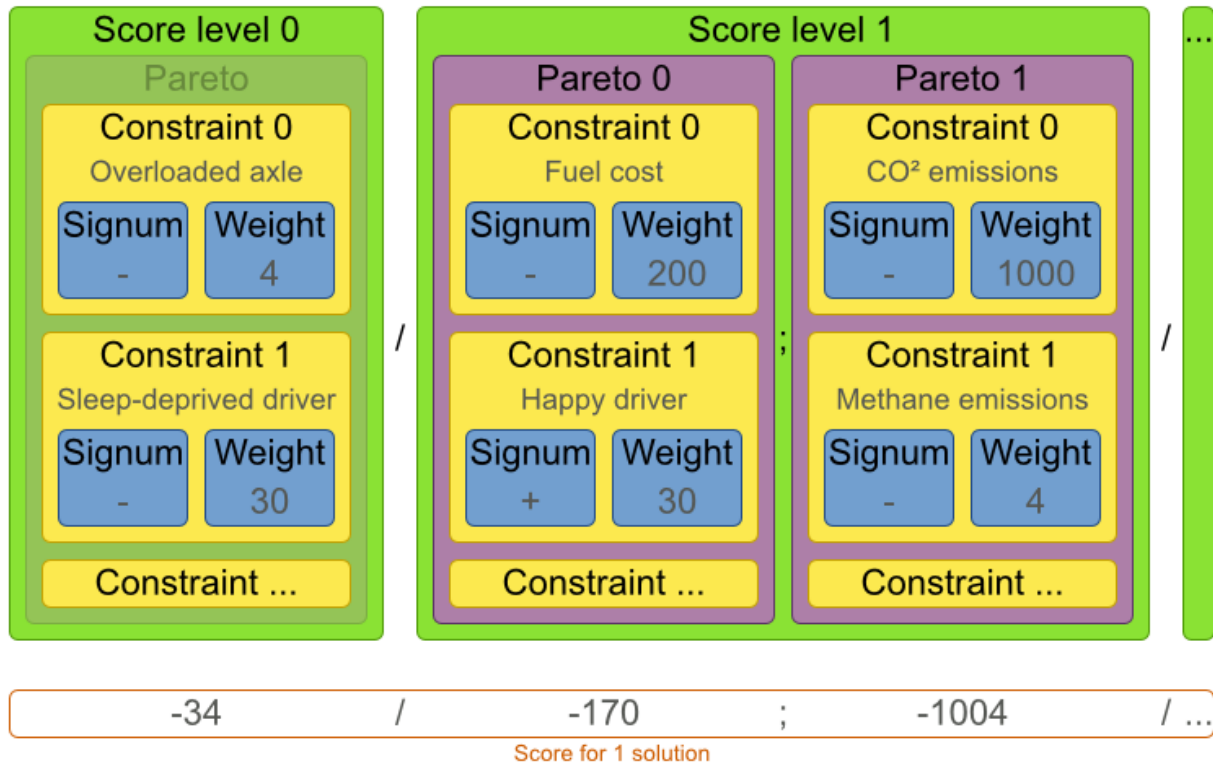 Score level 0
Pareto
Constraint 0
Overloaded axle
Signum Weight
- 4
Constraint 1
Sleep-deprived driver
Signum Weight
- 30
Constraint ...
/
Score level 1
Pareto 0
Constraint 0
Fuel cost
Signum Weight
- 200
Constraint 1
Happy driver
Signum Weight
+ 30
Constraint ...
;
Pareto 1
Constraint 0
CO² emissions
Signum Weight
- 1000
Constraint 1
Methane emissions
Signum Weight
- 4
Constraint ...
/
...
-34 / -170 ; -1004 / ...
Score for 1 solution